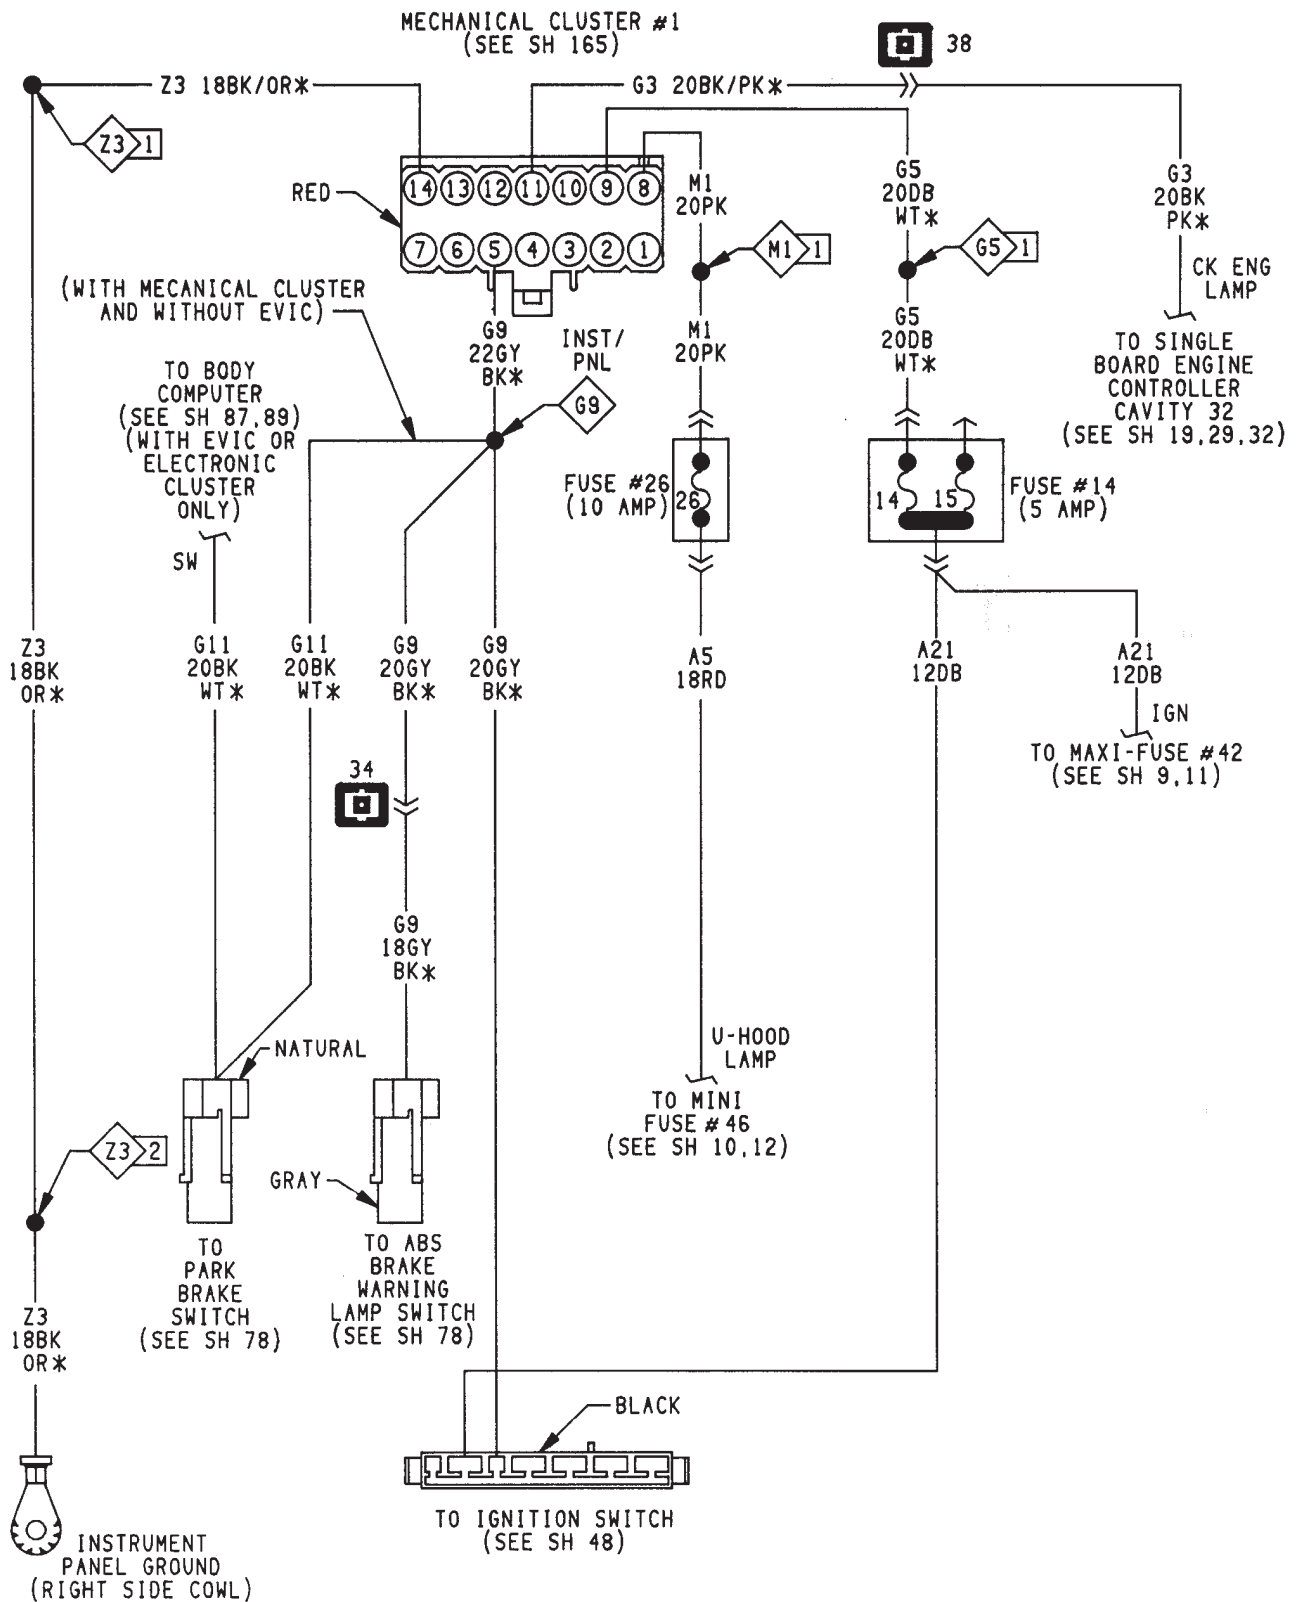 MECHANICAL CLUSTER #1
(SEE SH 165)
38
Z3 18BK/OR*
G3 20BK/PK*
Z3 1
RED
14 13 12 11 10 9 8
7 6 5 4 3 2 1
M1
20PK
G5
20DB
WT*
G3
20BK
PK*
M1 1
G5 1
CK ENG
LAMP
(WITH MECANICAL CLUSTER
AND WITHOUT EVIC)
G9
22GY
BK*
INST/
PNL
G9
M1
20PK
G5
20DB
WT*
TO SINGLE
BOARD ENGINE
CONTROLLER
CAVITY 32
(SEE SH 19,29,32)
TO BODY
COMPUTER
(SEE SH 87,89)
(WITH EVIC OR
ELECTRONIC
CLUSTER
ONLY)
SW
FUSE #26
(10 AMP)
26
14
15
FUSE #14
(5 AMP)
Z3
18BK
OR*
G11
20BK
WT*
G11
20BK
WT*
G9
20GY
BK*
G9
20GY
BK*
A5
18RD
A21
12DB
A21
12DB
IGN
TO MAXI-FUSE #42
(SEE SH 9,11)
34
G9
18GY
BK*
NATURAL
U-HOOD
LAMP
TO MINI
FUSE #46
(SEE SH 10,12)
Z3 2
GRAY
TO
PARK
BRAKE
SWITCH
(SEE SH 78)
TO ABS
BRAKE
WARNING
LAMP SWITCH
(SEE SH 78)
Z3
18BK
OR*
BLACK
TO IGNITION SWITCH
(SEE SH 48)
INSTRUMENT
PANEL GROUND
(RIGHT SIDE COWL)